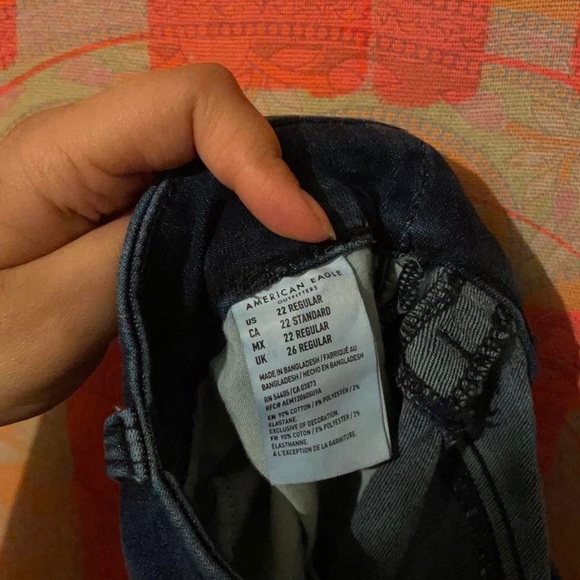 AMERICAN EAGLE
OUTFITTERS
US 22 REGULAR
CA 22 STANDARD
MX 22 REGULAR
UK 26 REGULAR
MADE IN BANGLADESH / FABRIQUÉ AU
BANGLADESH / HECHO EN BANGLADESH
RN 54485 / CA 03873
RFC# AEM120605UVA
EN 90% COTTON / 8% POLYESTER / 2%
ELASTANE.
EXCLUSIVE OF DECORATION.
FR 90% COTON / 8% POLYESTER / 2%
ÉLASTHANNE.
À L'EXCEPTION DE LA GARNITURE.